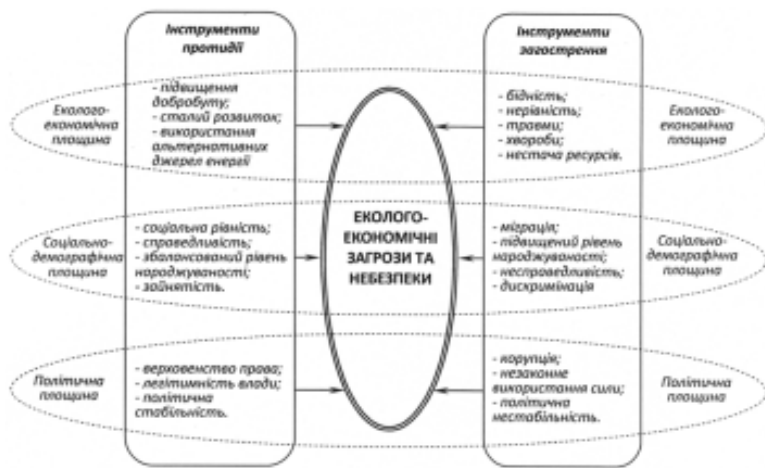 Інструменти
протидії
Інструменти
загострення
Еколого-
економічна
площина
- підвищення
добробуту;
- сталий розвиток;
- використання
альтернативних
джерел енергії
- бідність;
- нерівність;
- травми;
- хвороби;
- нестача ресурсів.
Еколого-
економічна
площина
Соціально-
демографічна
площина
- соціальна рівність;
- справедливість;
- збалансований рівень
народжуваності;
- зайнятість.
ЕКОЛОГО-
ЕКОНОМІЧНІ
ЗАГРОЗИ ТА
НЕБЕЗПЕКИ
- міграція;
- підвищений рівень
народжуваності;
- несправедливість;
- дискримінація
Соціально-
демографічна
площина
Політична
площина
- верховенство права;
- легітимність влади;
- політична
стабільність.
- корупція;
- незаконне
використання сили;
- політична
нестабільність.
Політична
площина